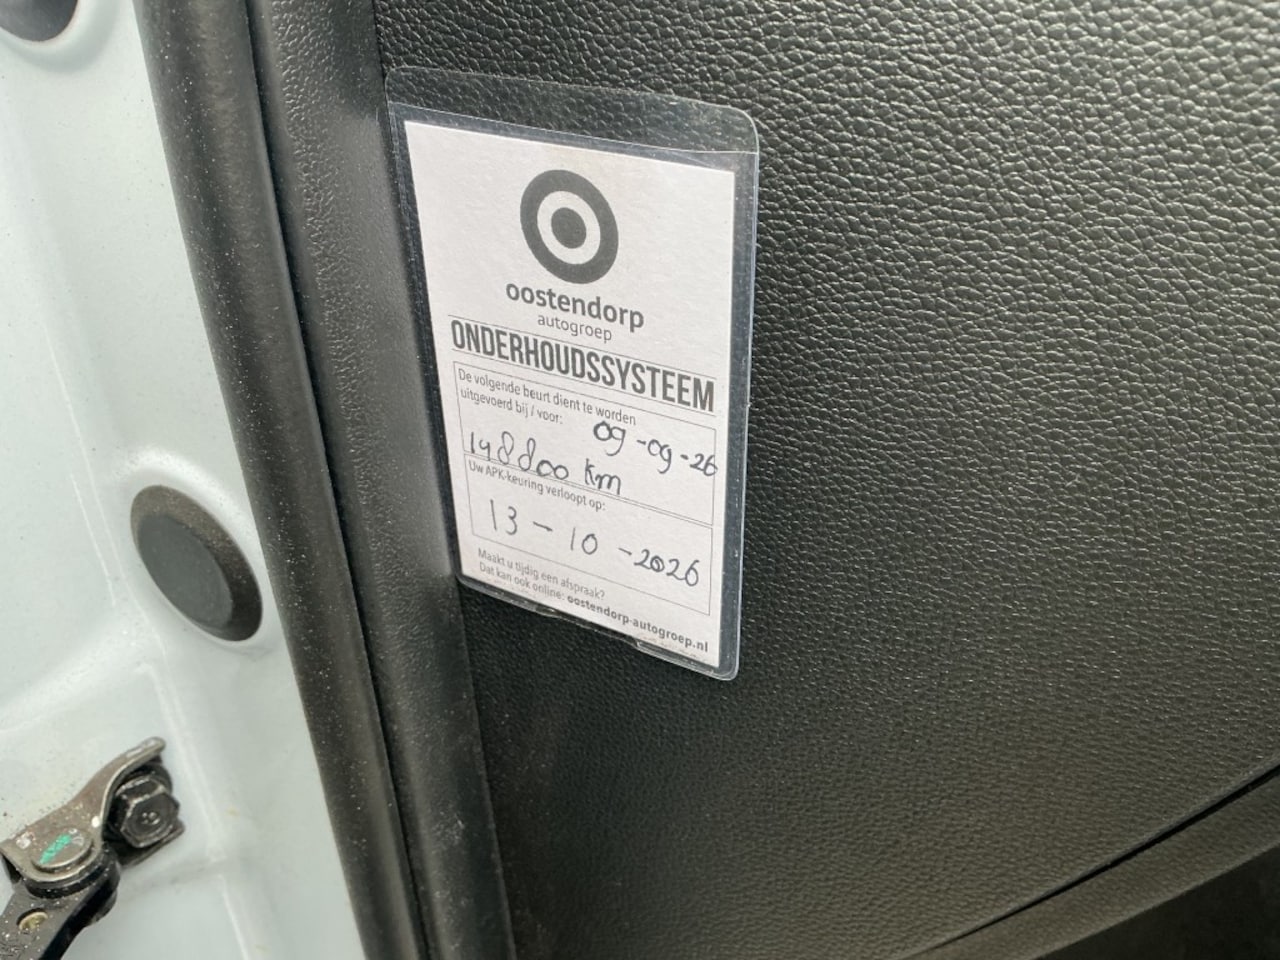 oostendorp
autogroep
ONDERHOUDSSYSTEEM
De volgende beurt dient te worden
uitgevoerd bij / voor: 09-09-26
148800 km
Uw APK-keuring verloopt op:
13-10-2026
Maakt u tijdig een afspraak?
Dat kan ook online: oostendorp-autogroep.nl